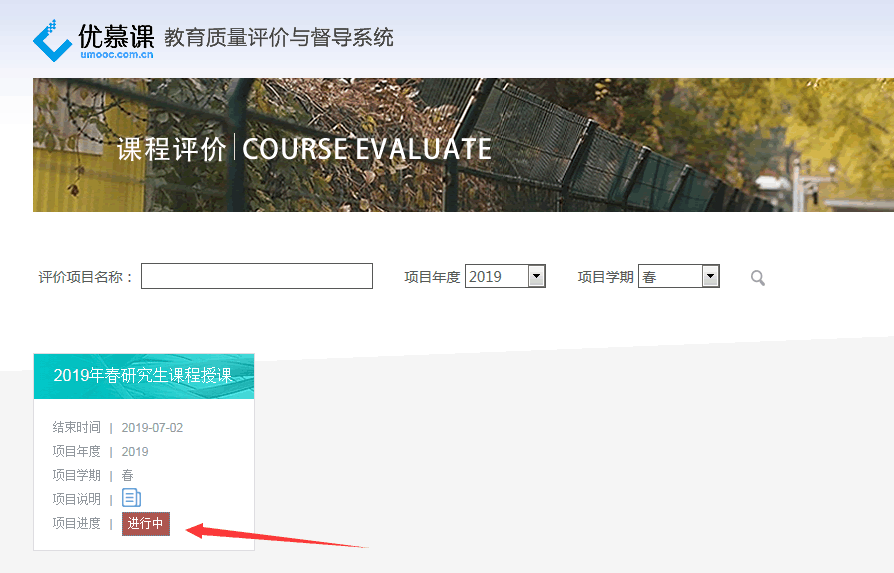 优慕课 教育质量评价与督导系统
umooc.com.cn
课程评价 | COURSE EVALUATE
评价项目名称： 项目年度 2019 项目学期 春
2019年春研究生课程授课
结束时间 | 2019-07-02
项目年度 | 2019
项目学期 | 春
项目说明 |
项目进度 | 进行中